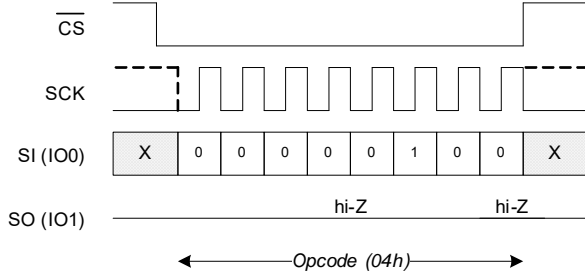 CS
SCK
SI (IO0) X 0 0 0 0 0 1 0 0 X
hi-Z hi-Z
SO (IO1)
Opcode (04h)